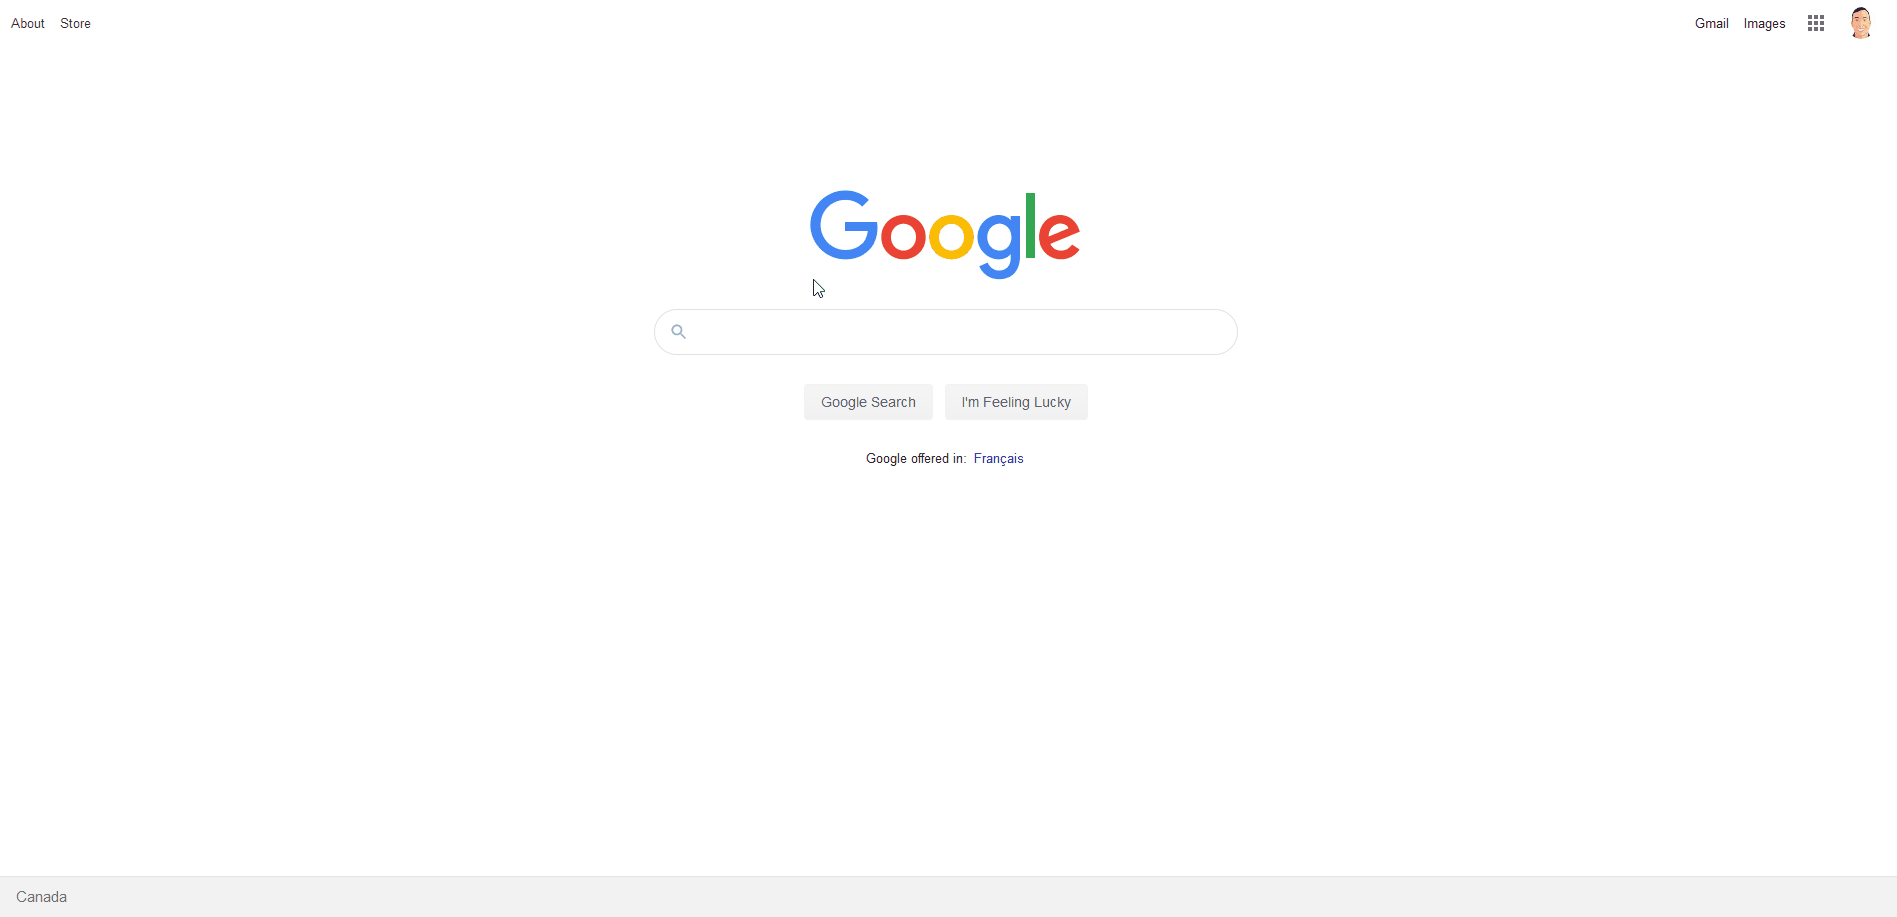 About Store
Gmail Images
Google
Google Search I'm Feeling Lucky
Google offered in: Français
Canada